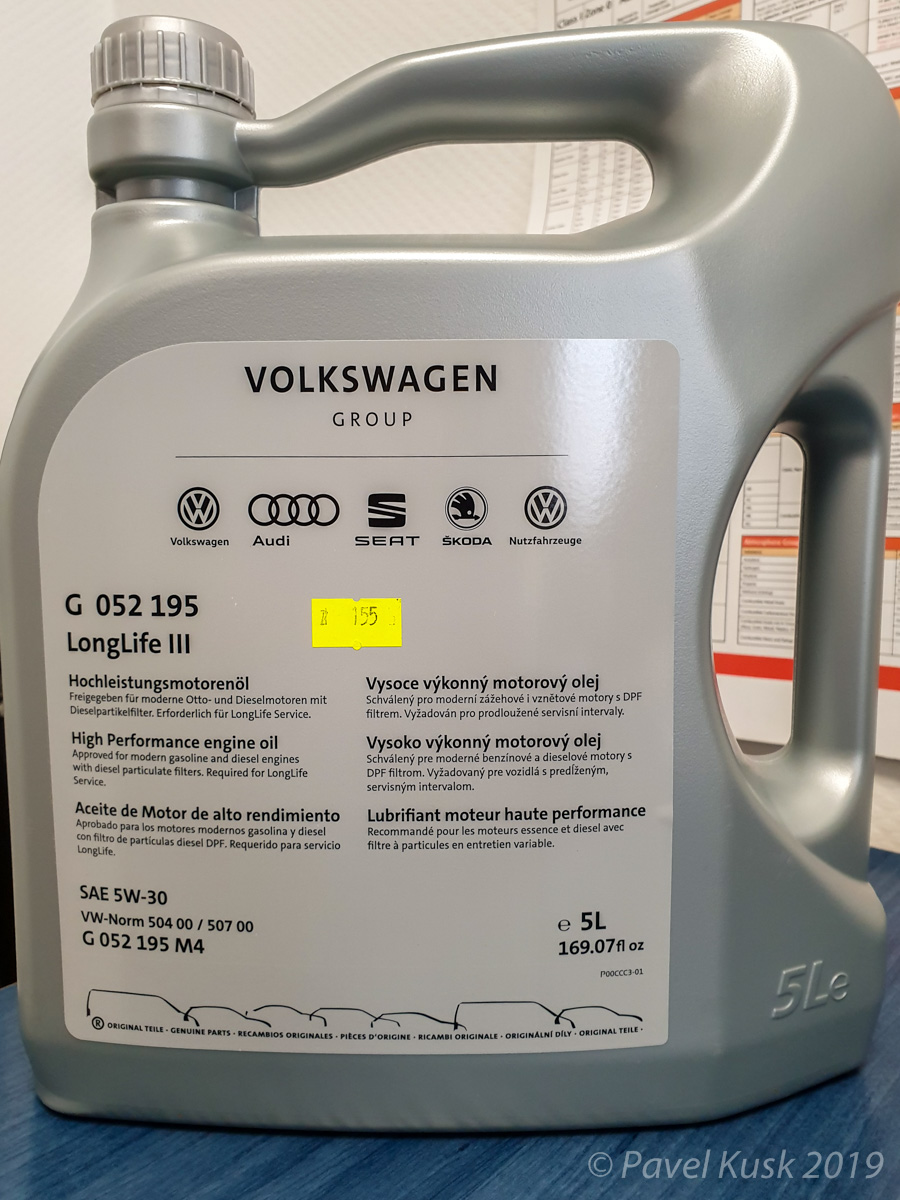 VOLKSWAGEN
GROUP
Volkswagen
Audi
SEAT
ŠKODA
Nutzfahrzeuge
G 052 195
LongLife III
155
Hochleistungsmotorenöl
Freigegeben für moderne Otto- und Dieselmotoren mit
Dieselpartikelfilter. Erforderlich für LongLife Service.
High Performance engine oil
Approved for modern gasoline and diesel engines
with diesel particulate filters. Required for LongLife
Service.
Aceite de Motor de alto rendimiento
Aprobado para los motores modernos gasolina y diesel
con filtro de partículas diesel DPF. Requerido para servicio
LongLife.
Vysoce výkonný motorový olej
Schválený pro moderní zážehové i vznětové motory s DPF
filtrem. Vyžadován pro prodloužené servisní intervaly.
Vysoko výkonný motorový olej
Schválený pre moderné benzínové a dieselové motory s
DPF filtrom. Vyžadovaný pre vozidlá s predĺženým,
servisným intervalom.
Lubrifiant moteur haute performance
Recommandé pour les moteurs essence et diesel avec
filtre à particules en entretien variable.
SAE 5W-30
VW-Norm 504 00 / 507 00
G 052 195 M4
℮ 5L
169.07fl oz
P00CCC3-01
® ORIGINAL TEILE · GENUINE PARTS · RECAMBIOS ORIGINALES · PIÈCES D'ORIGINE · RICAMBI ORIGINALE · ORIGINÁLNÍ DÍLY · ORIGINAL TEILE ·
5L℮
© Pavel Kusk 2019